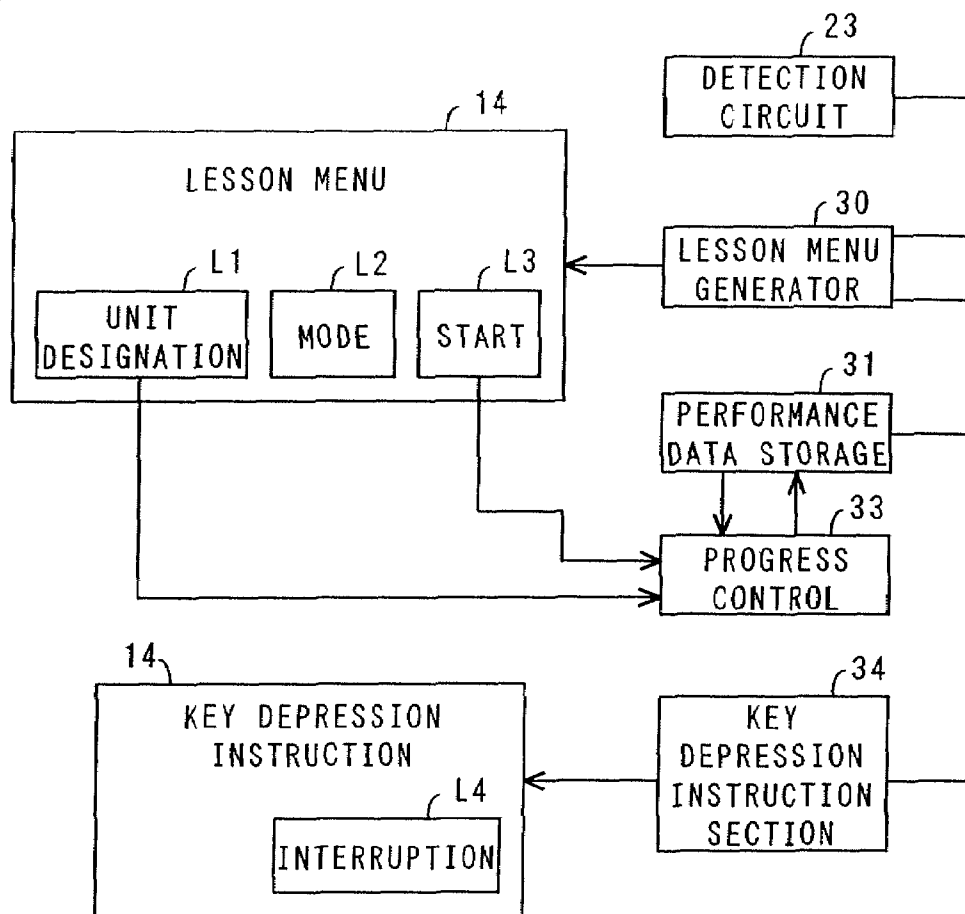 23
DETECTION
CIRCUIT
14
LESSON MENU
30
LESSON MENU
GENERATOR
L1
L2
L3
UNIT
DESIGNATION
MODE
START
31
PERFORMANCE
DATA STORAGE
33
PROGRESS
CONTROL
14
KEY DEPRESSION
INSTRUCTION
34
KEY
DEPRESSION
INSTRUCTION
SECTION
L4
INTERRUPTION